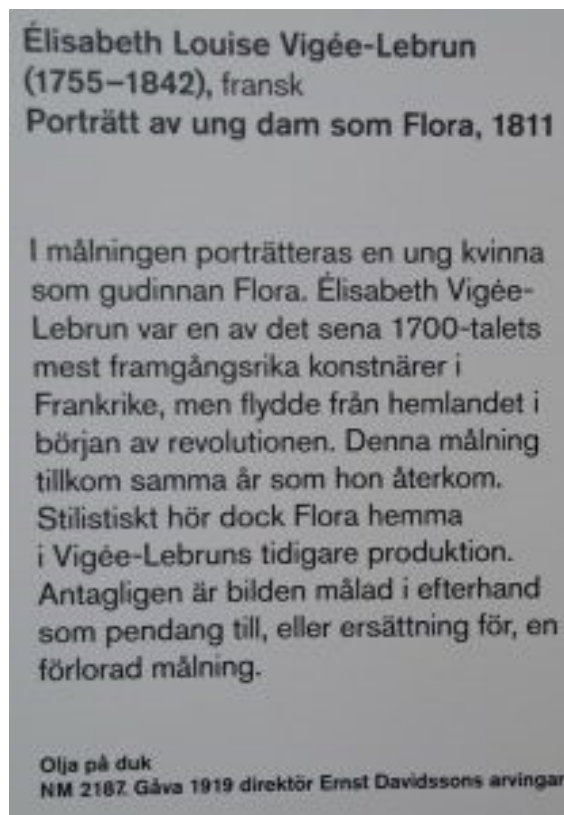 Élisabeth Louise Vigée-Lebrun
(1755–1842), fransk
Porträtt av ung dam som Flora, 1811
I målningen porträtteras en ung kvinna
som gudinnan Flora. Élisabeth Vigée-
Lebrun var en av det sena 1700-talets
mest framgångsrika konstnärer i
Frankrike, men flydde från hemlandet i
början av revolutionen. Denna målning
tillkom samma år som hon återkom.
Stilistiskt hör dock Flora hemma
i Vigée-Lebruns tidigare produktion.
Antagligen är bilden målad i efterhand
som pendang till, eller ersättning för, en
förlorad målning.
Olja på duk
NM 2187. Gåva 1919 direktör Ernst Davidssons arvingar